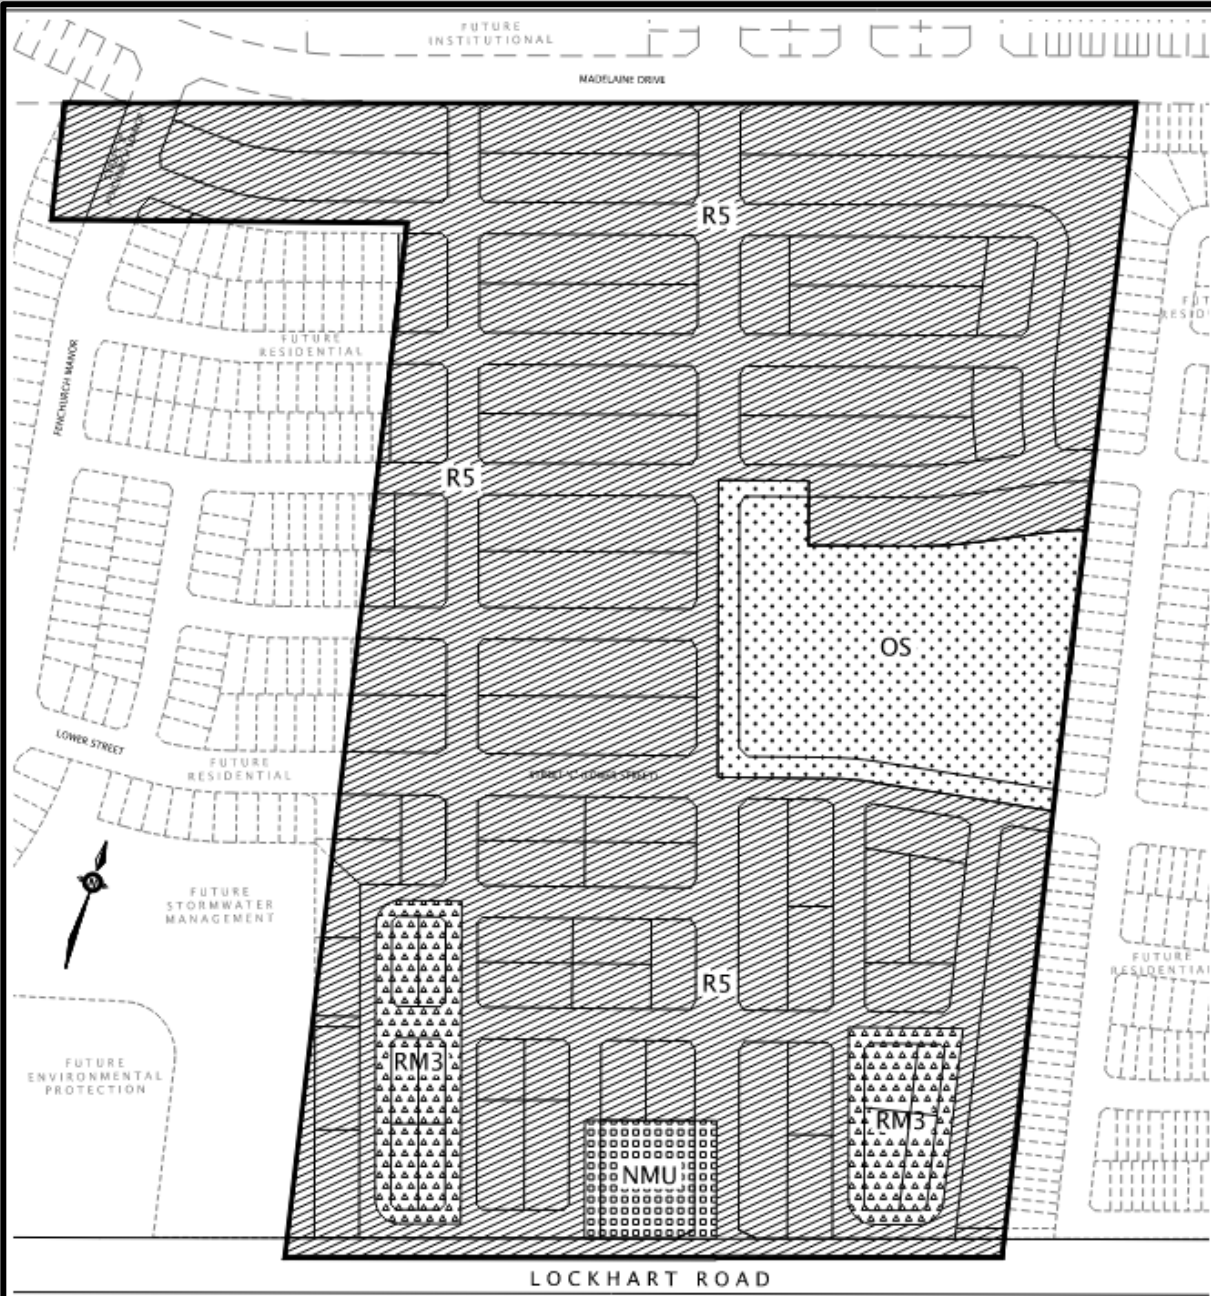 FUTURE
INSTITUTIONAL
MADELAINE DRIVE
R5
FUTURE
RESIDENTIAL
FENCHURCH MANOR
R5
OS
LOWER STREET
FUTURE
RESIDENTIAL
FUTURE
STORMWATER
MANAGEMENT
FUTURE
RESIDENTIAL
R5
RM3
FUTURE
ENVIRONMENTAL
PROTECTION
RM3
NMU
LOCKHART ROAD